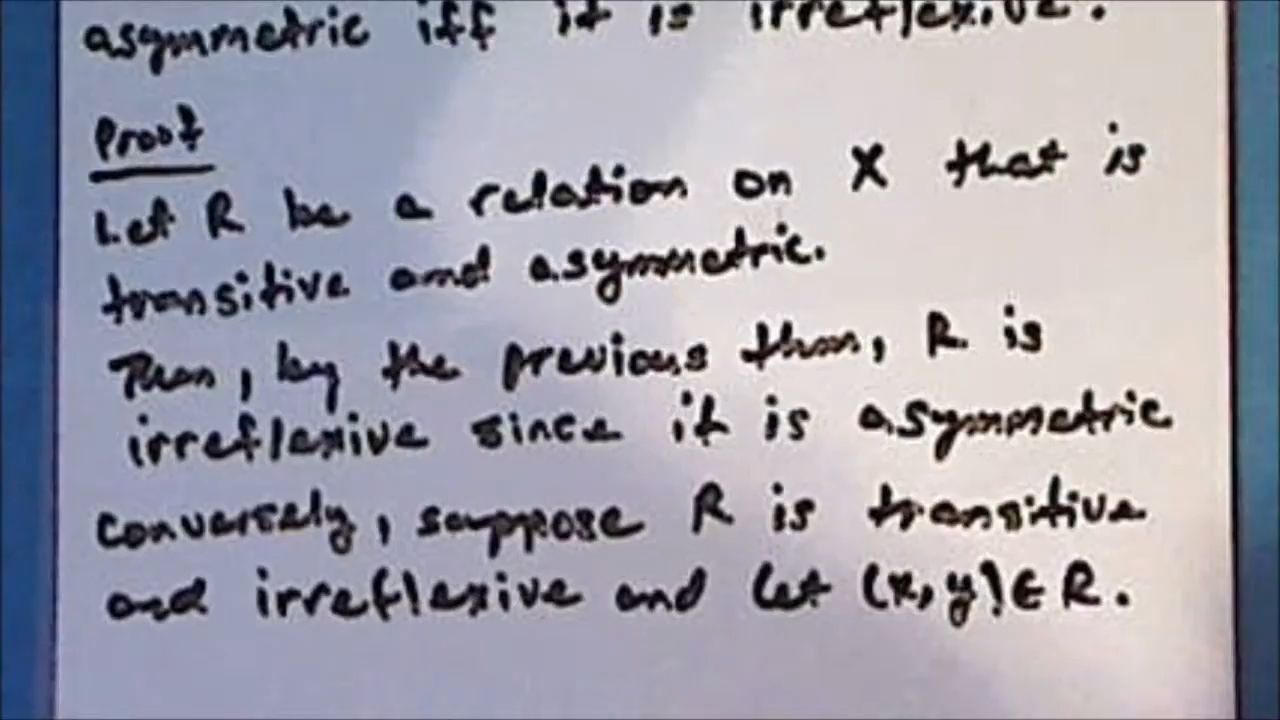 asymmetric iff it is irreflexive.
Proof
Let R be a relation on X that is
transitive and asymmetric.
Then, by the previous thm, R is
irreflexive since it is asymmetric
conversely, suppose R is transitive
and irreflexive and let (x,y) ∈ R.